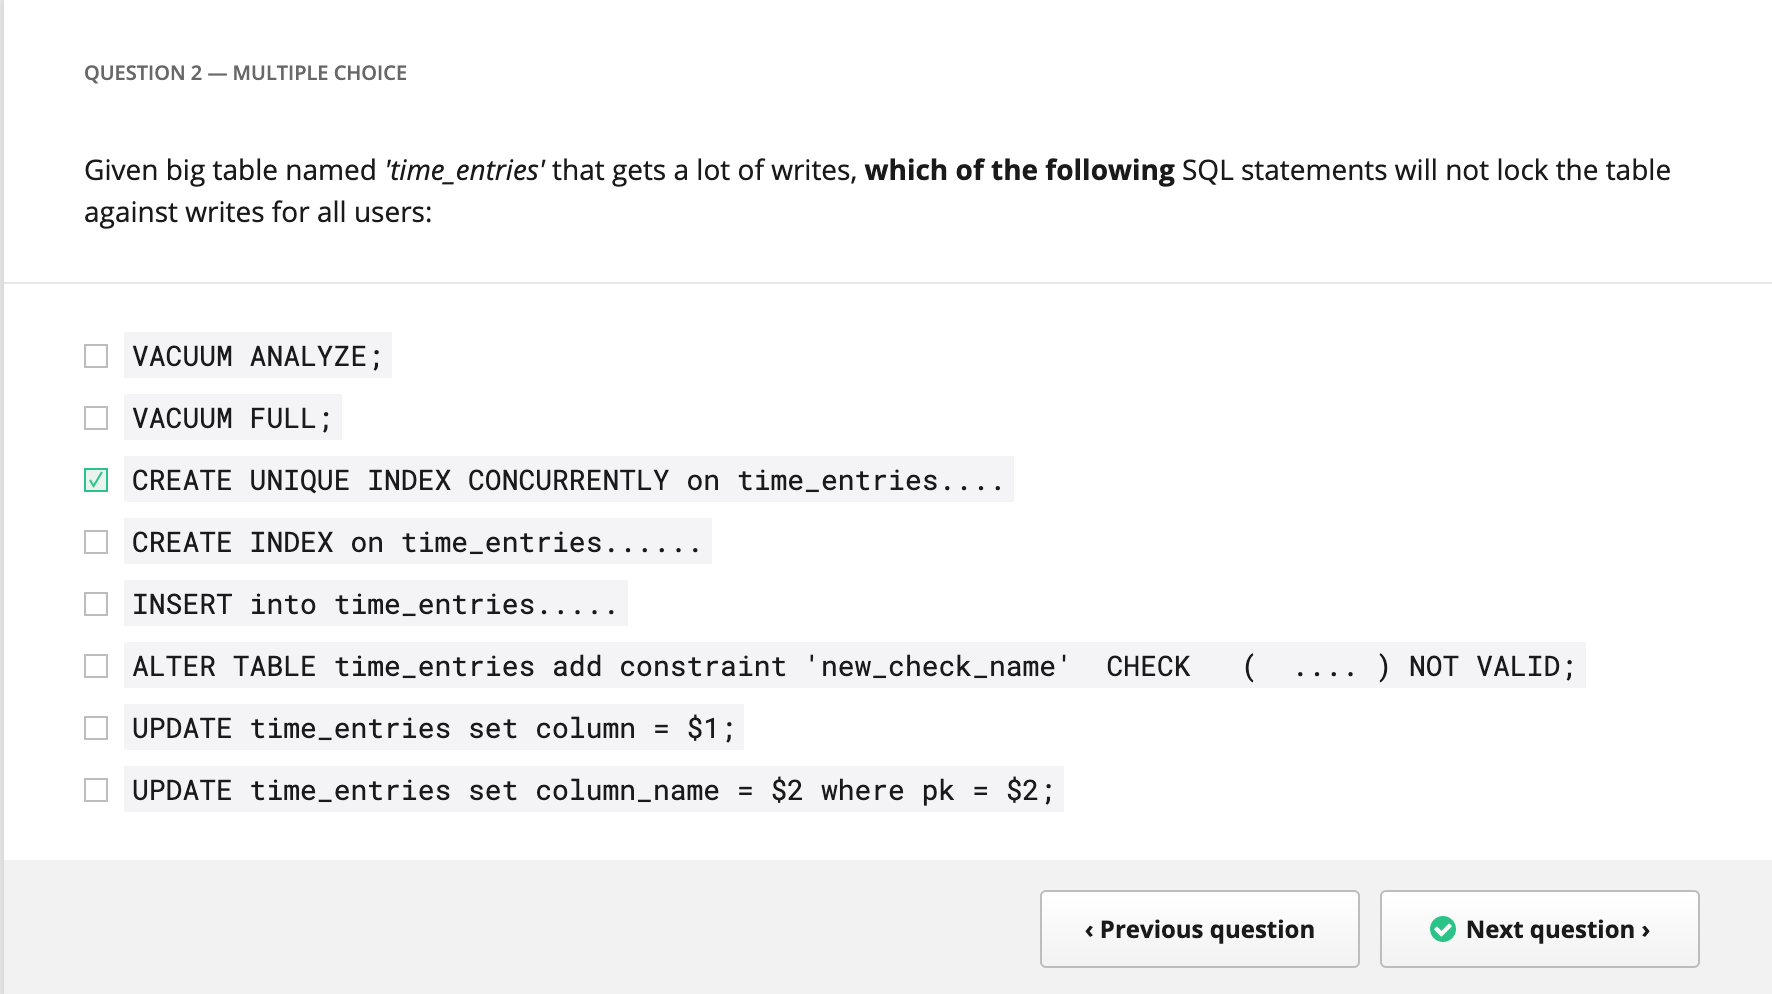 QUESTION 2 — MULTIPLE CHOICE
Given big table named 'time_entries' that gets a lot of writes, which of the following SQL statements will not lock the table
against writes for all users:
VACUUM ANALYZE;
VACUUM FULL;
CREATE UNIQUE INDEX CONCURRENTLY on time_entries....
CREATE INDEX on time_entries......
INSERT into time_entries.....
ALTER TABLE time_entries add constraint 'new_check_name'  CHECK   (  .... ) NOT VALID;
UPDATE time_entries set column = $1;
UPDATE time_entries set column_name = $2 where pk = $2;
‹ Previous question
Next question ›